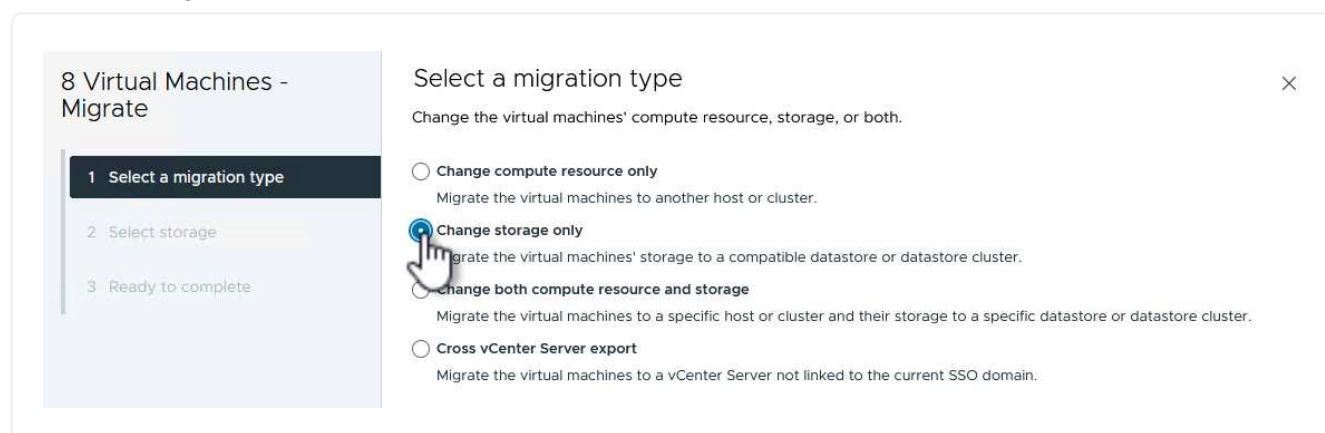 8 Virtual Machines -
Migrate
1 Select a migration type
2 Select storage
3 Ready to complete
Select a migration type
Change the virtual machines' compute resource, storage, or both.
Change compute resource only
Migrate the virtual machines to another host or cluster.
Change storage only
grate the virtual machines' storage to a compatible datastore or datastore cluster.
Change both compute resource and storage
Migrate the virtual machines to a specific host or cluster and their storage to a specific datastore or datastore cluster.
Cross vCenter Server export
Migrate the virtual machines to a vCenter Server not linked to the current SSO domain.